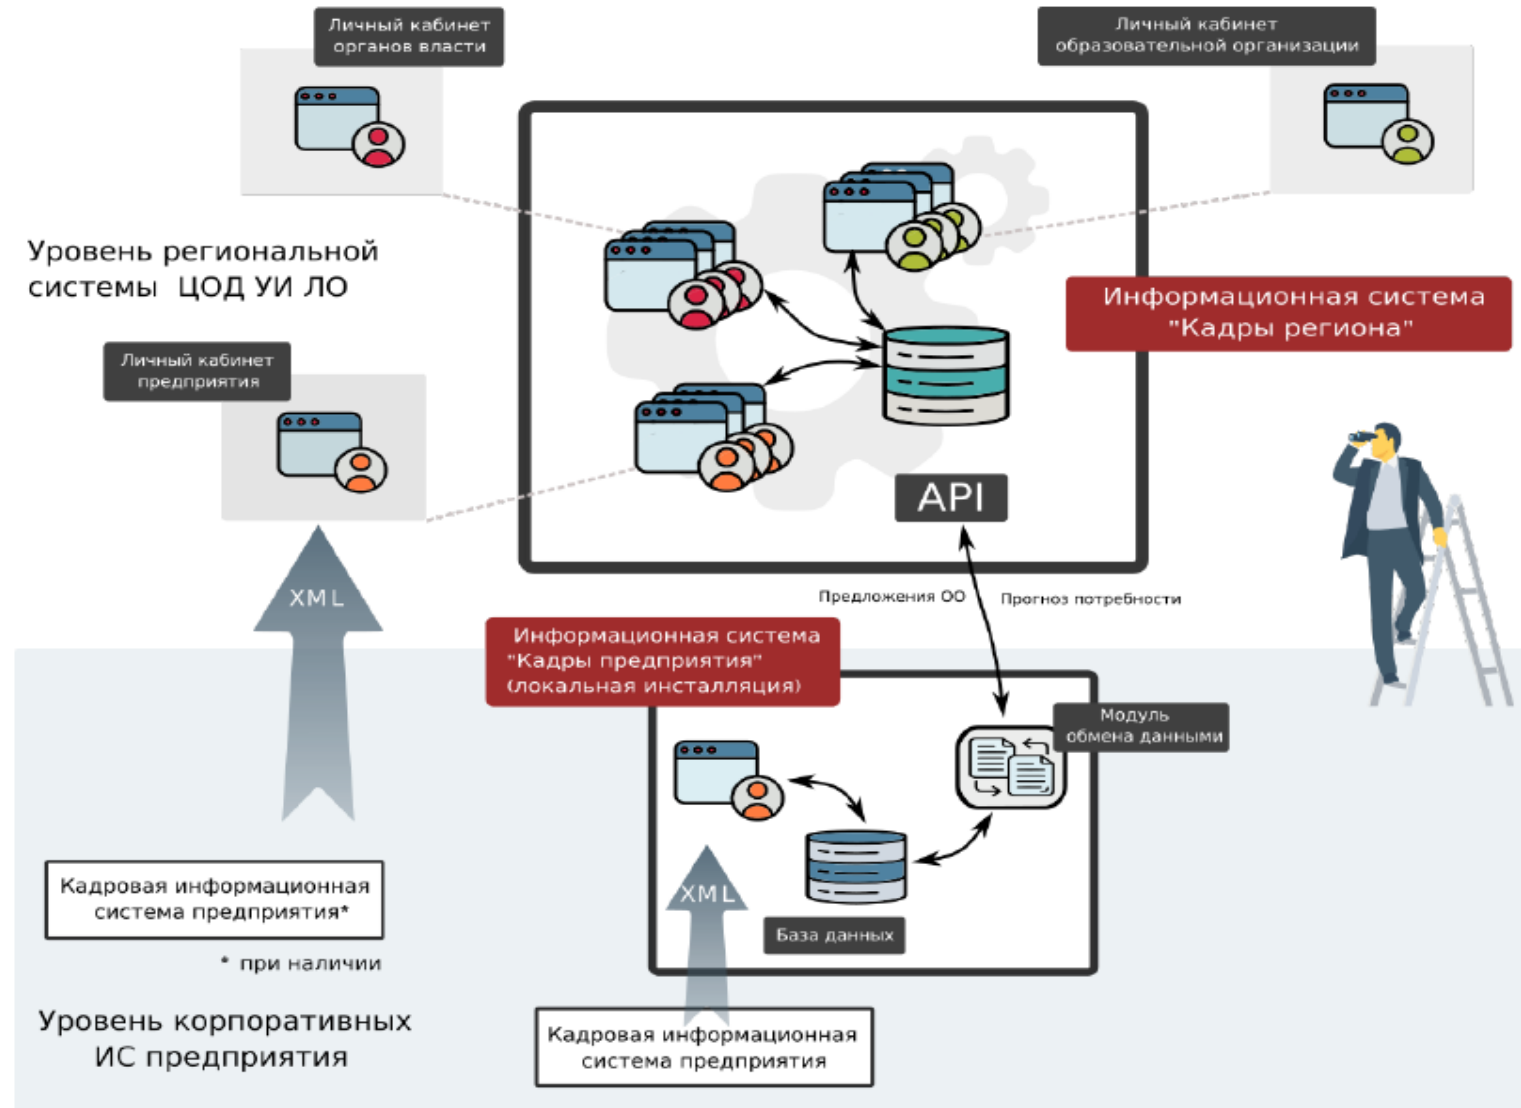 Личный кабинет
органов власти
Личный кабинет
образовательной организации
Уровень региональной
системы ЦОД УИ ЛО
Информационная система
"Кадры региона"
Личный кабинет
предприятия
API
XML
Предложения ОО
Прогноз потребности
Информационная система
"Кадры предприятия"
(локальная инсталляция)
Модуль
обмена данными
XML
База данных
Кадровая информационная
система предприятия*
* при наличии
Уровень корпоративных
ИС предприятия
Кадровая информационная
система предприятия